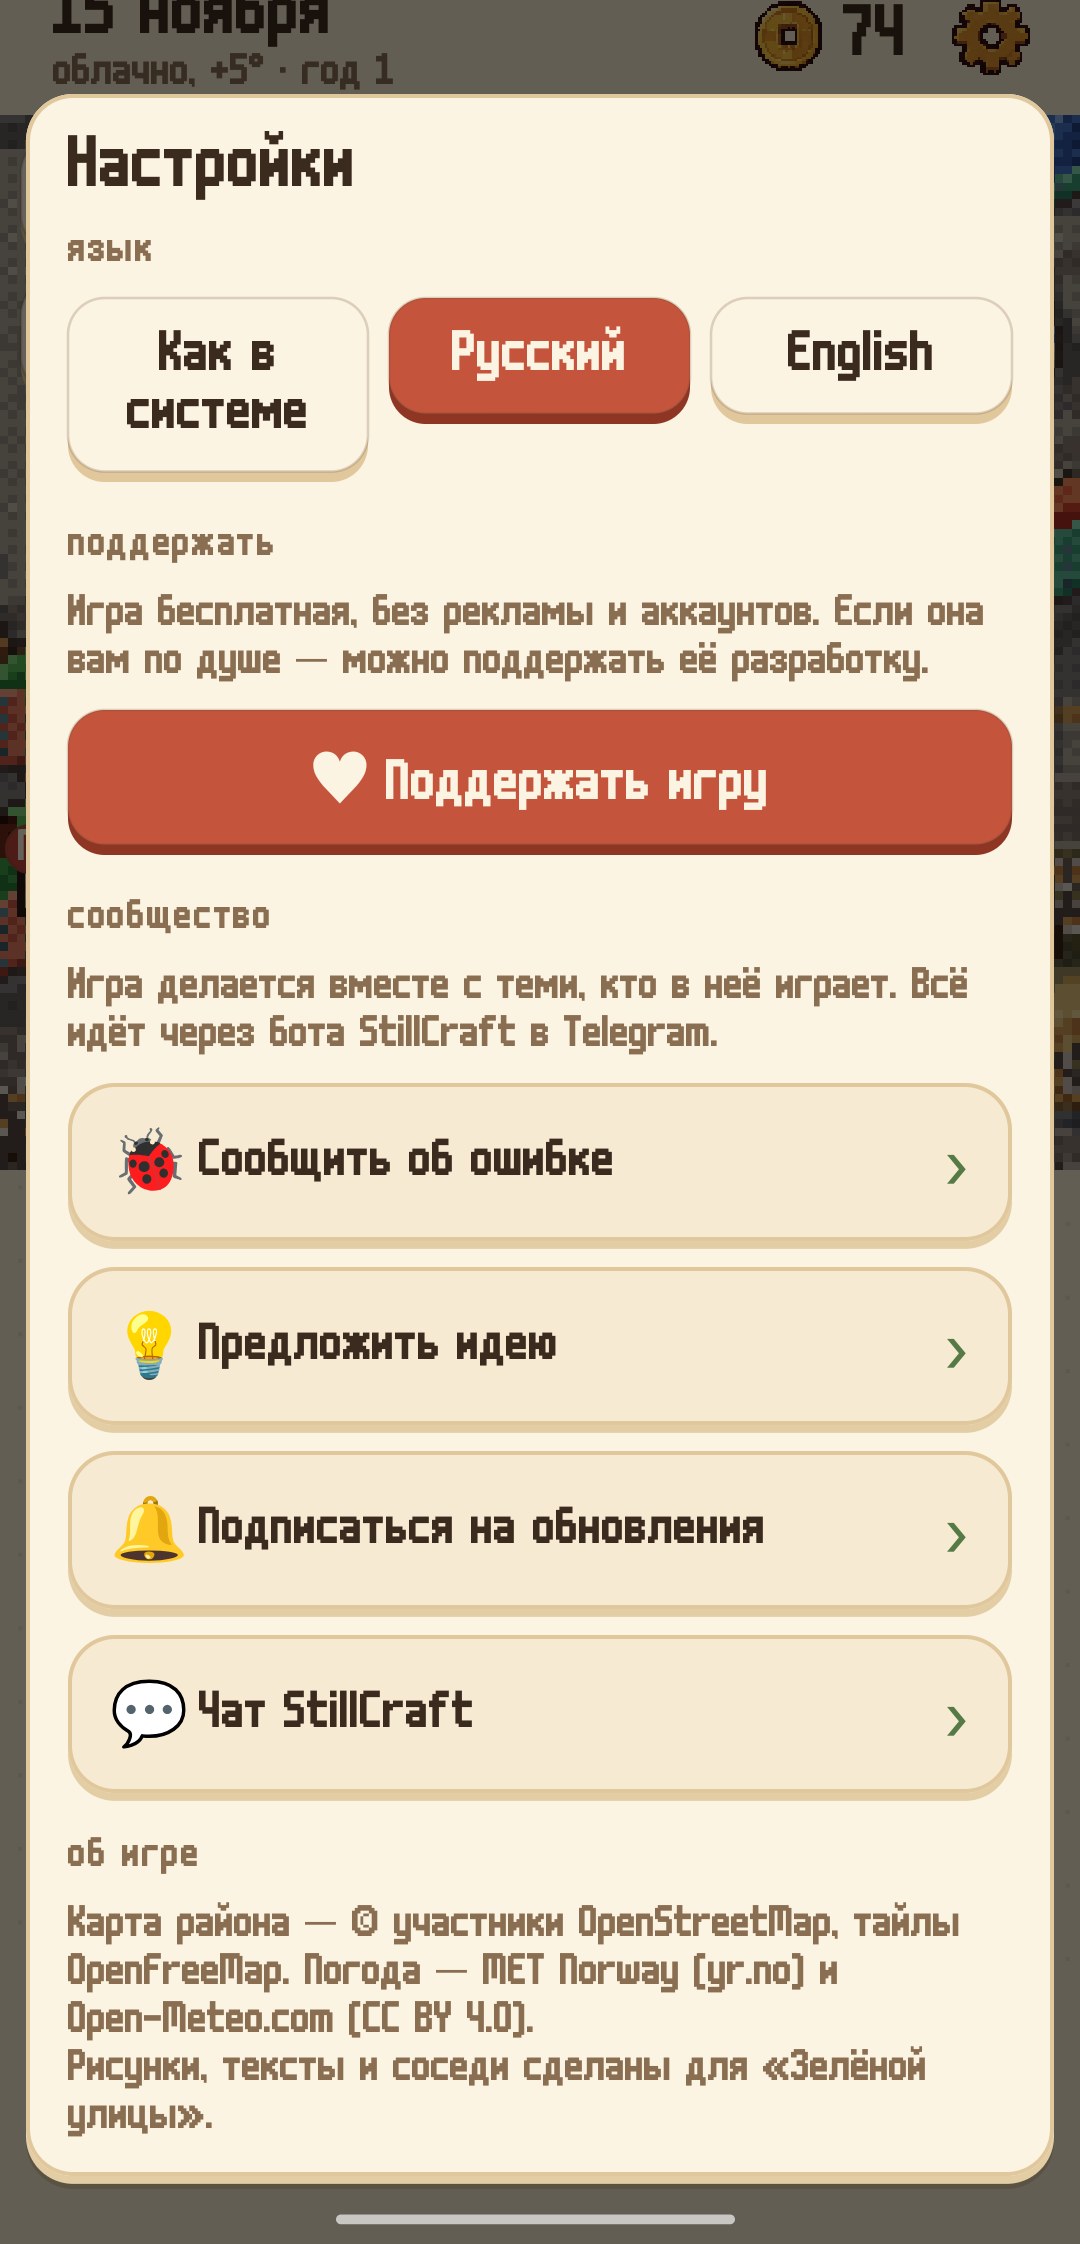 15 ноября
74
облачно, +5° · год 1
Настройки
язык
Как в
системе
Русский
English
поддержать
Игра бесплатная, без рекламы и аккаунтов. Если она
вам по душе — можно поддержать её разработку.
Поддержать игру
сообщество
Игра делается вместе с теми, кто в неё играет. Всё
идёт через бота StillCraft в Telegram.
Сообщить об ошибке
Предложить идею
Подписаться на обновления
Чат StillCraft
об игре
Карта района — © участники OpenStreetMap, тайлы
OpenFreeMap. Погода — MET Norway (yr.no) и
Open-Meteo.com (CC BY 4.0).
Рисунки, тексты и соседи сделаны для «Зелёной
улицы».